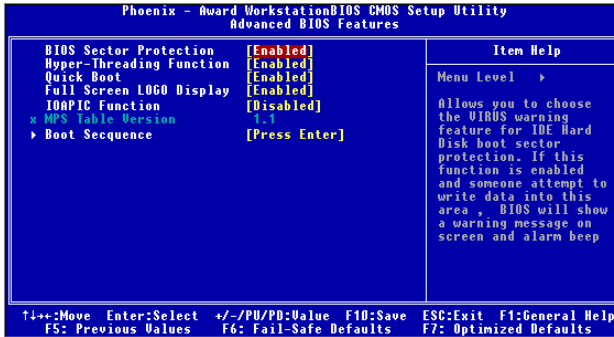 Phoenix - Award WorkstationBIOS CMOS Setup Utility
Advanced BIOS Features
BIOS Sector Protection [Enabled]
Hyper-Threading Function [Enabled]
Quick Boot [Enabled]
Full Screen LOGO Display [Enabled]
IOAPIC Function [Disabled]
x MPS Table Version 1.1
▸ Boot Secquence [Press Enter]
Item Help
Menu Level ▸
Allows you to choose
the VIRUS warning
feature for IDE Hard
Disk boot sector
protection. If this
function is enabled
and someone attempt to
write data into this
area , BIOS will show
a warning message on
screen and alarm beep
↑↓→←:Move Enter:Select +/-/PU/PD:Value F10:Save ESC:Exit F1:General Help
F5: Previous Values F6: Fail-Safe Defaults F7: Optimized Defaults